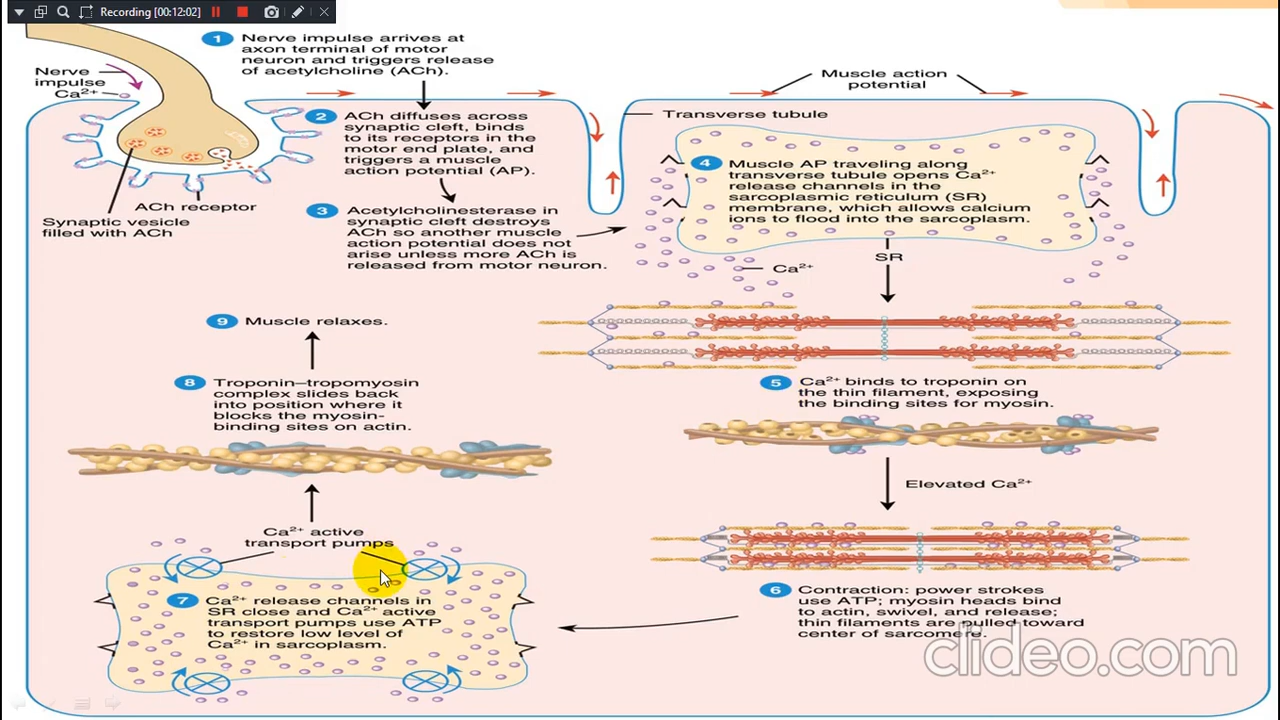 Recording [00:12:02]
1 Nerve impulse arrives at
axon terminal of motor
neuron and triggers release
of acetylcholine (ACh).
Nerve
impulse
Ca²⁺
Synaptic vesicle
filled with ACh
ACh receptor
2 ACh diffuses across
synaptic cleft, binds
to its receptors in the
motor end plate, and
triggers a muscle
action potential (AP).
3 Acetylcholinesterase in
synaptic cleft destroys
ACh so another muscle
action potential does not
arise unless more ACh is
released from motor neuron.
Muscle action
potential
Transverse tubule
4 Muscle AP traveling along
transverse tubule opens Ca²⁺
release channels in the
sarcoplasmic reticulum (SR)
membrane, which allows calcium
ions to flood into the sarcoplasm.
SR
Ca²⁺
5 Ca²⁺ binds to troponin on
the thin filament, exposing
the binding sites for myosin.
Elevated Ca²⁺
6 Contraction: power strokes
use ATP; myosin heads bind
to actin, swivel, and release;
thin filaments are pulled toward
center of sarcomere.
9 Muscle relaxes.
8 Troponin–tropomyosin
complex slides back
into position where it
blocks the myosin-
binding sites on actin.
Ca²⁺ active
transport pumps
7 Ca²⁺ release channels in
SR close and Ca²⁺ active
transport pumps use ATP
to restore low level of
Ca²⁺ in sarcoplasm.
clideo.com